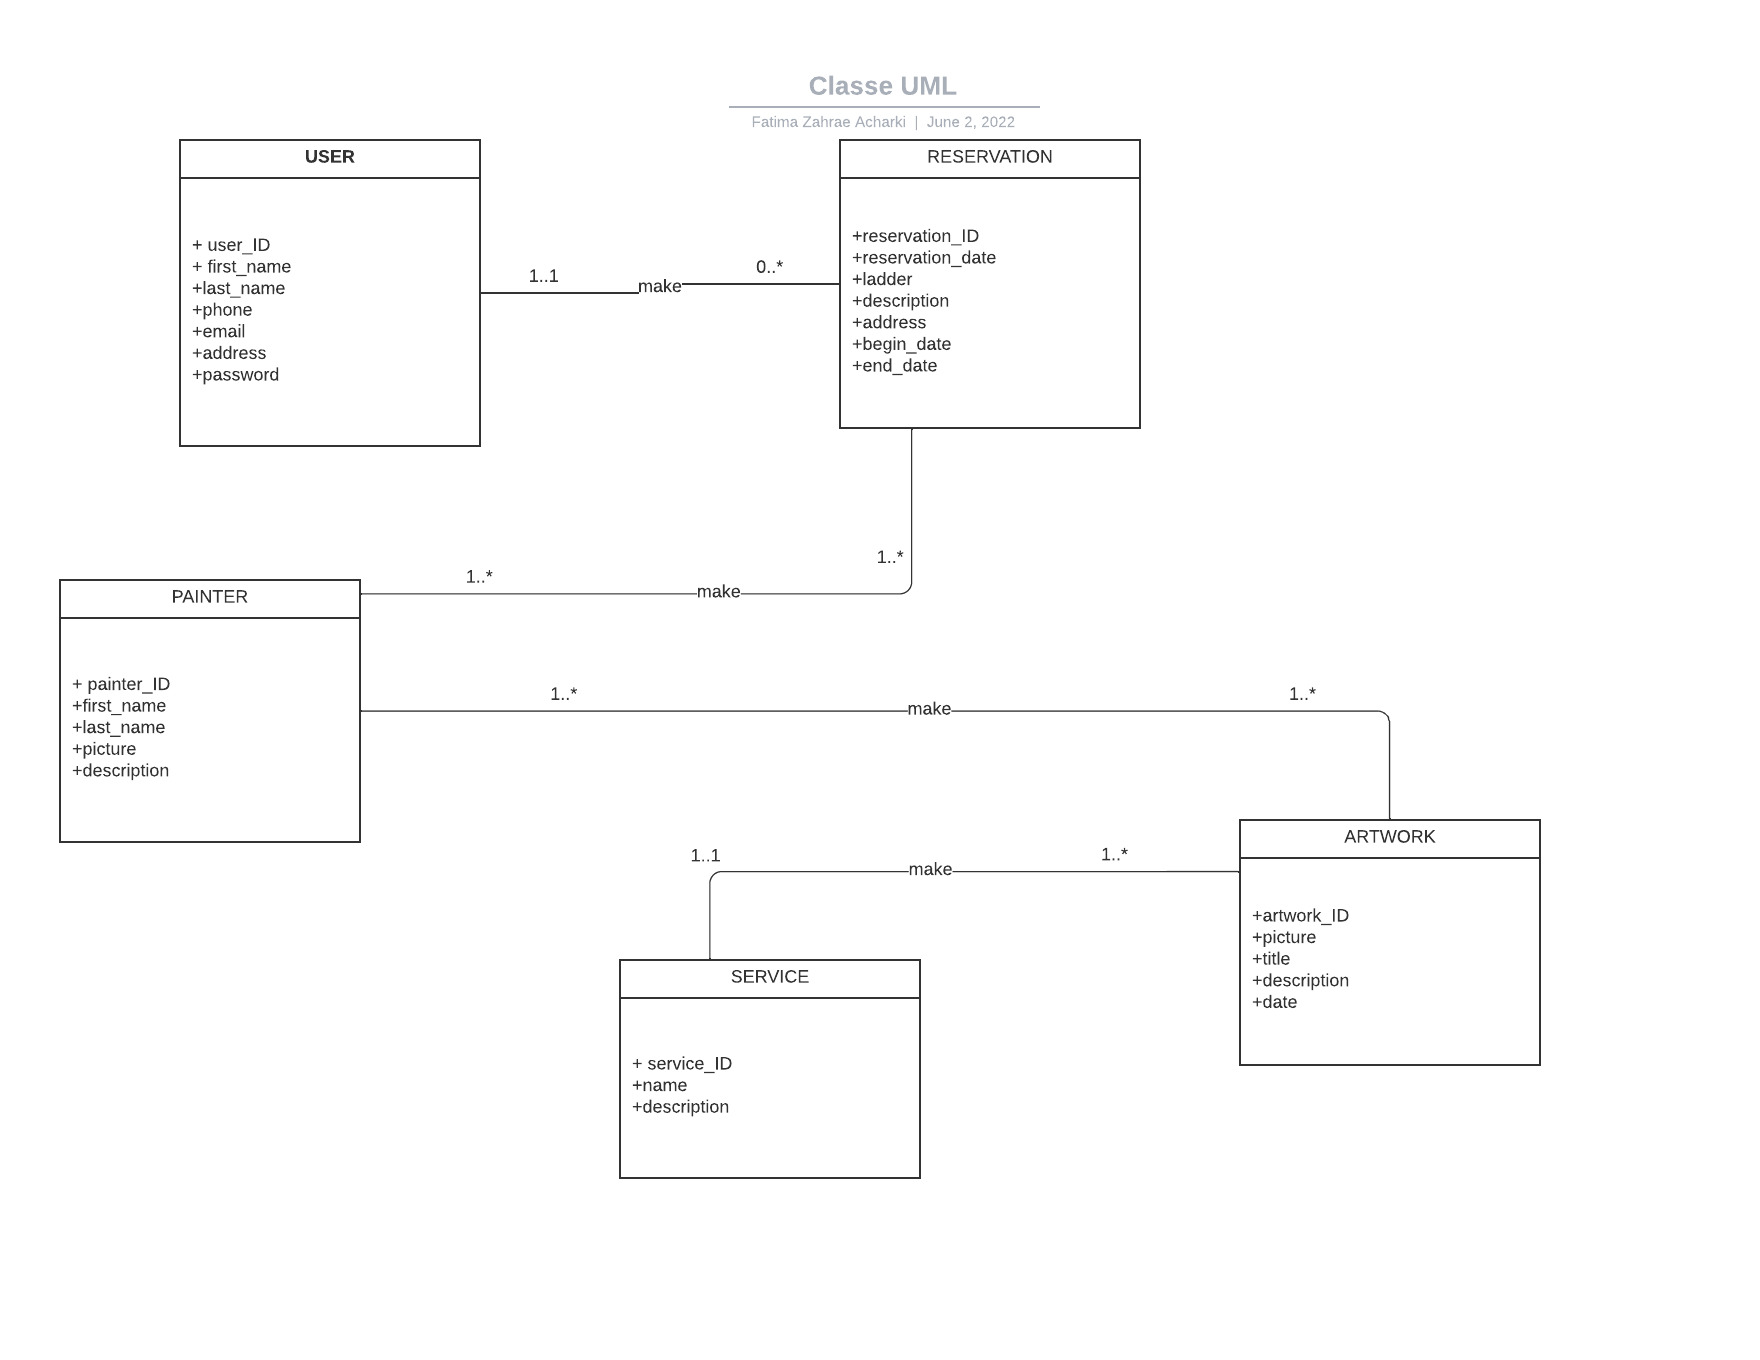 Classe UML
Fatima Zahrae Acharki | June 2, 2022
USER
+ user_ID
+ first_name
+last_name
+phone
+email
+address
+password
1..1
make
0..*
RESERVATION
+reservation_ID
+reservation_date
+ladder
+description
+address
+begin_date
+end_date
1..*
make
1..*
PAINTER
+ painter_ID
+first_name
+last_name
+picture
+description
1..*
make
1..*
1..1
make
1..*
ARTWORK
+artwork_ID
+picture
+title
+description
+date
SERVICE
+ service_ID
+name
+description